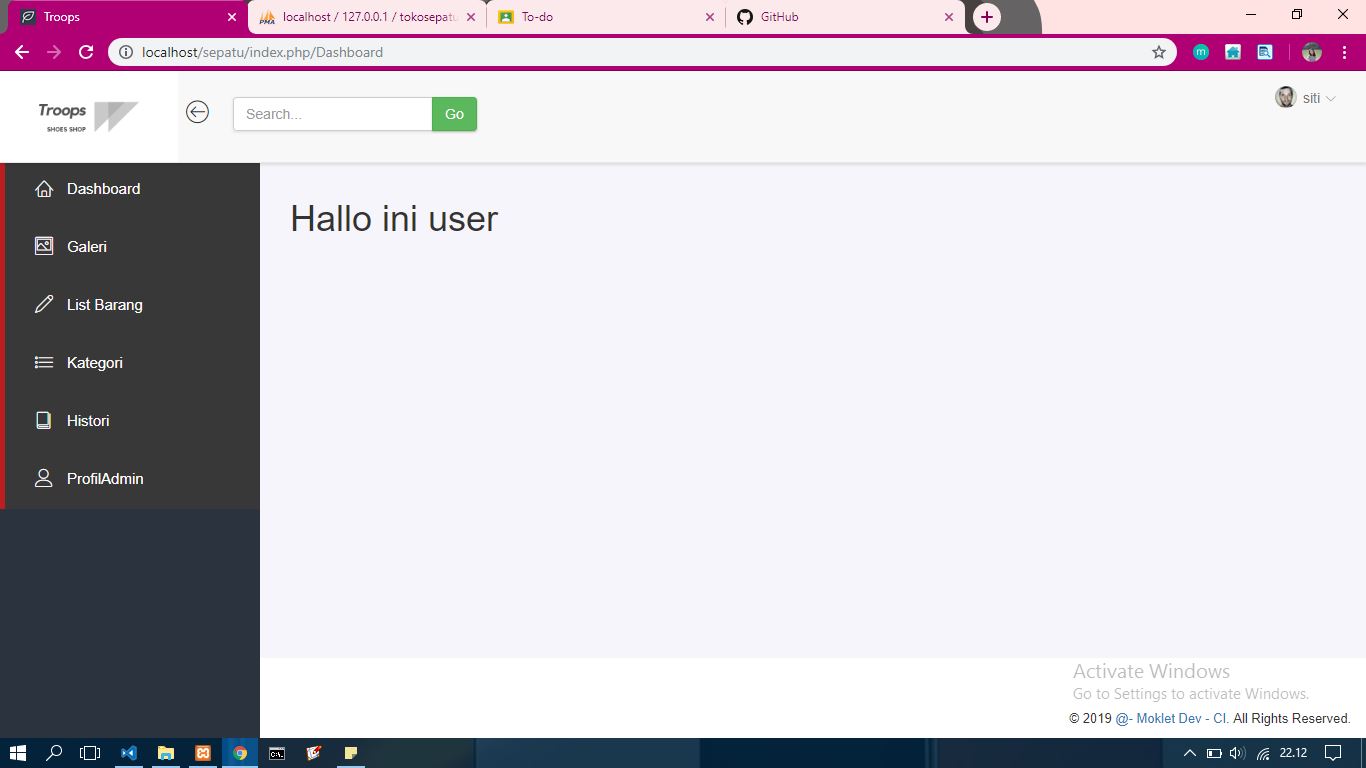 Troops
localhost / 127.0.0.1 / tokosepatu
To-do
GitHub
localhost/sepatu/index.php/Dashboard
m
Troops
SHOES SHOP
Search...
Go
siti
Dashboard
Galeri
List Barang
Kategori
Histori
ProfilAdmin
Hallo ini user
Activate Windows
Go to Settings to activate Windows.
© 2019 @- Moklet Dev - CI. All Rights Reserved.
22.12